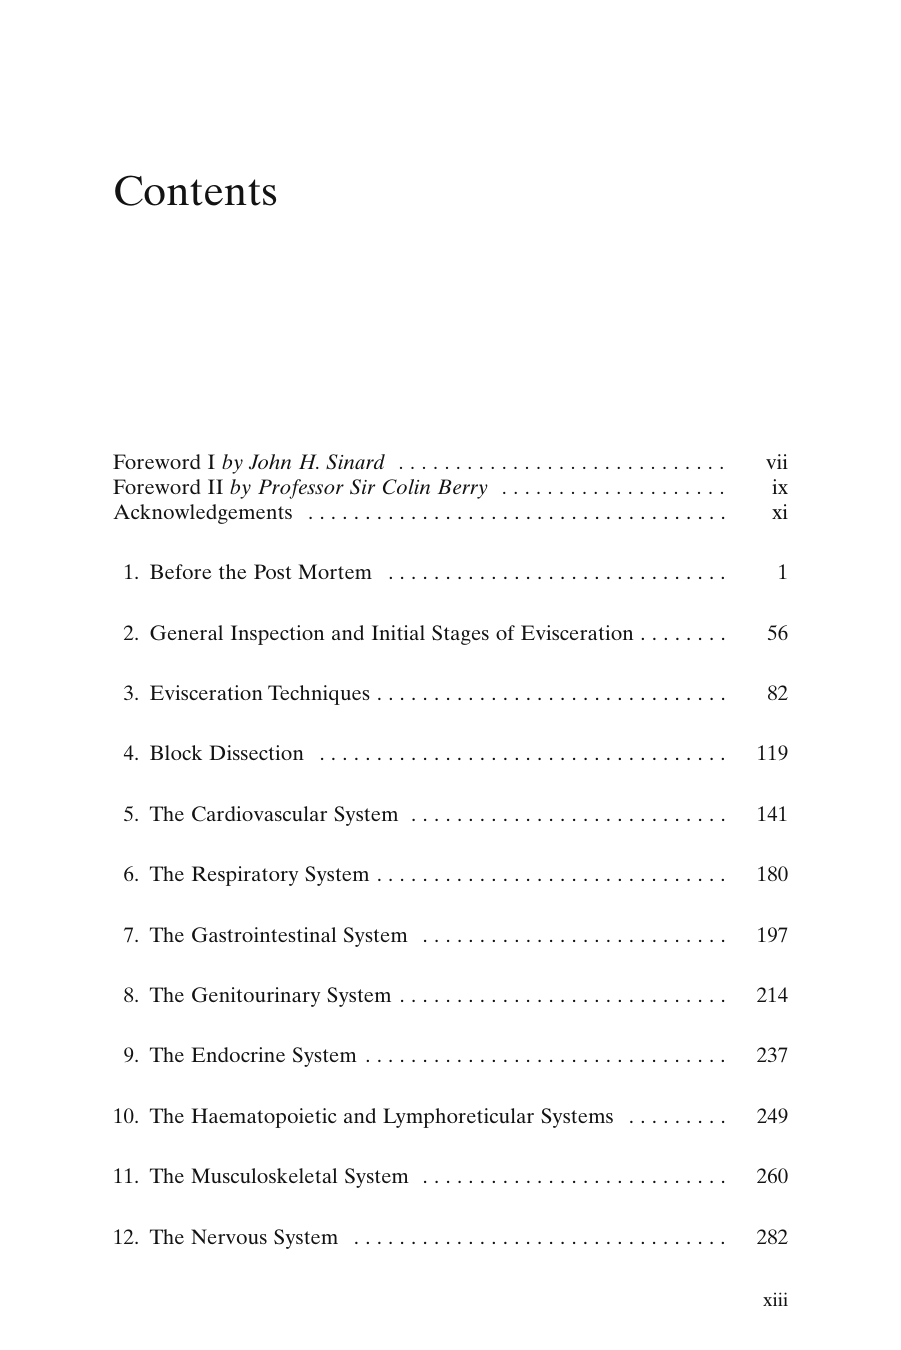 Contents
Foreword I by John H. Sinard . . . . . . . . . . . . . . . . . . . . . . . . . . . . . vii
Foreword II by Professor Sir Colin Berry . . . . . . . . . . . . . . . . . . . . ix
Acknowledgements . . . . . . . . . . . . . . . . . . . . . . . . . . . . . . . . . . . . . xi
1. Before the Post Mortem . . . . . . . . . . . . . . . . . . . . . . . . . . . . . . 1
2. General Inspection and Initial Stages of Evisceration . . . . . . . . 56
3. Evisceration Techniques . . . . . . . . . . . . . . . . . . . . . . . . . . . . . . . 82
4. Block Dissection . . . . . . . . . . . . . . . . . . . . . . . . . . . . . . . . . . . . 119
5. The Cardiovascular System . . . . . . . . . . . . . . . . . . . . . . . . . . . . 141
6. The Respiratory System . . . . . . . . . . . . . . . . . . . . . . . . . . . . . . . 180
7. The Gastrointestinal System . . . . . . . . . . . . . . . . . . . . . . . . . . . 197
8. The Genitourinary System . . . . . . . . . . . . . . . . . . . . . . . . . . . . . 214
9. The Endocrine System . . . . . . . . . . . . . . . . . . . . . . . . . . . . . . . . 237
10. The Haematopoietic and Lymphoreticular Systems . . . . . . . . . 249
11. The Musculoskeletal System . . . . . . . . . . . . . . . . . . . . . . . . . . . 260
12. The Nervous System . . . . . . . . . . . . . . . . . . . . . . . . . . . . . . . . . 282
xiii